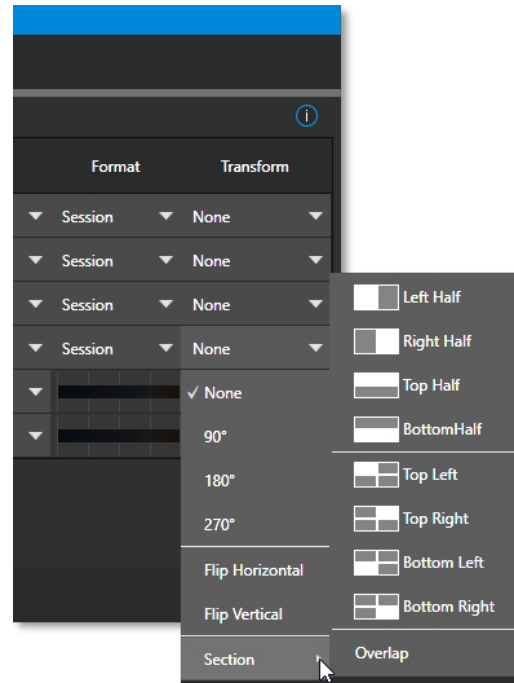 i
Format Transform
Session None
Session None
Session None
Session None
✓ None
90°
180°
270°
Flip Horizontal
Flip Vertical
Section
Left Half
Right Half
Top Half
BottomHalf
Top Left
Top Right
Bottom Left
Bottom Right
Overlap